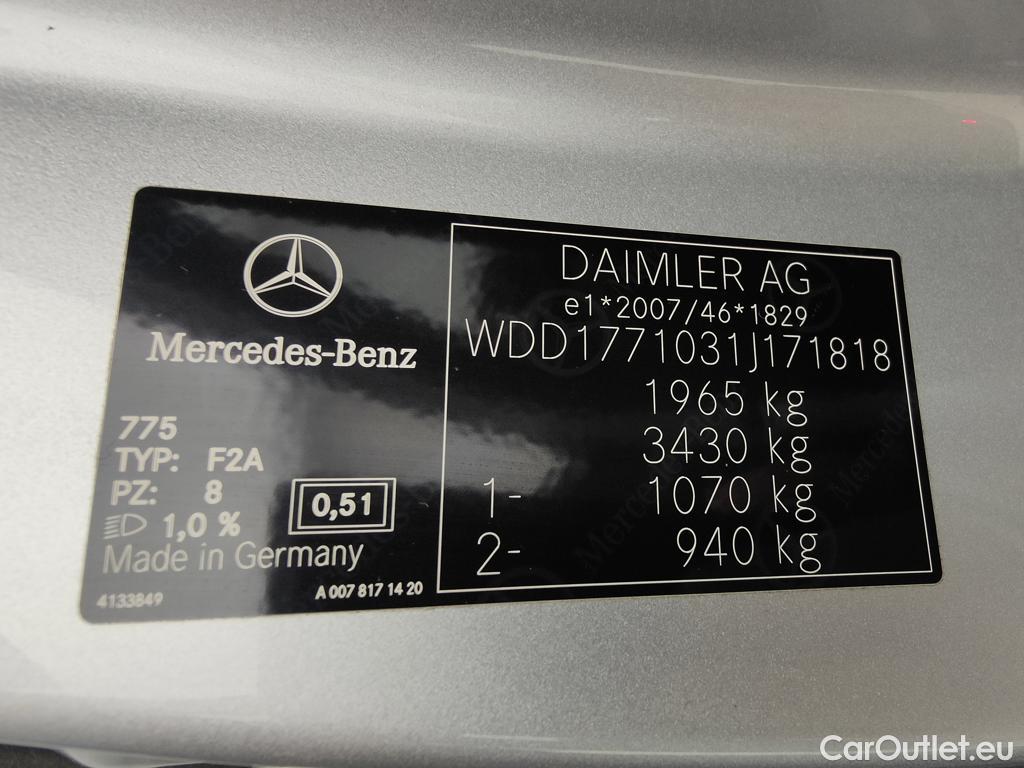 Mercedes-Benz
775
TYP: F2A
PZ: 8
1,0 %
0,51
Made in Germany
4133849
A 007 817 14 20
DAIMLER AG
e1*2007/46*1829
WDD1771031J171818
1965 kg
3430 kg
1- 1070 kg
2- 940 kg
CarOutlet.eu